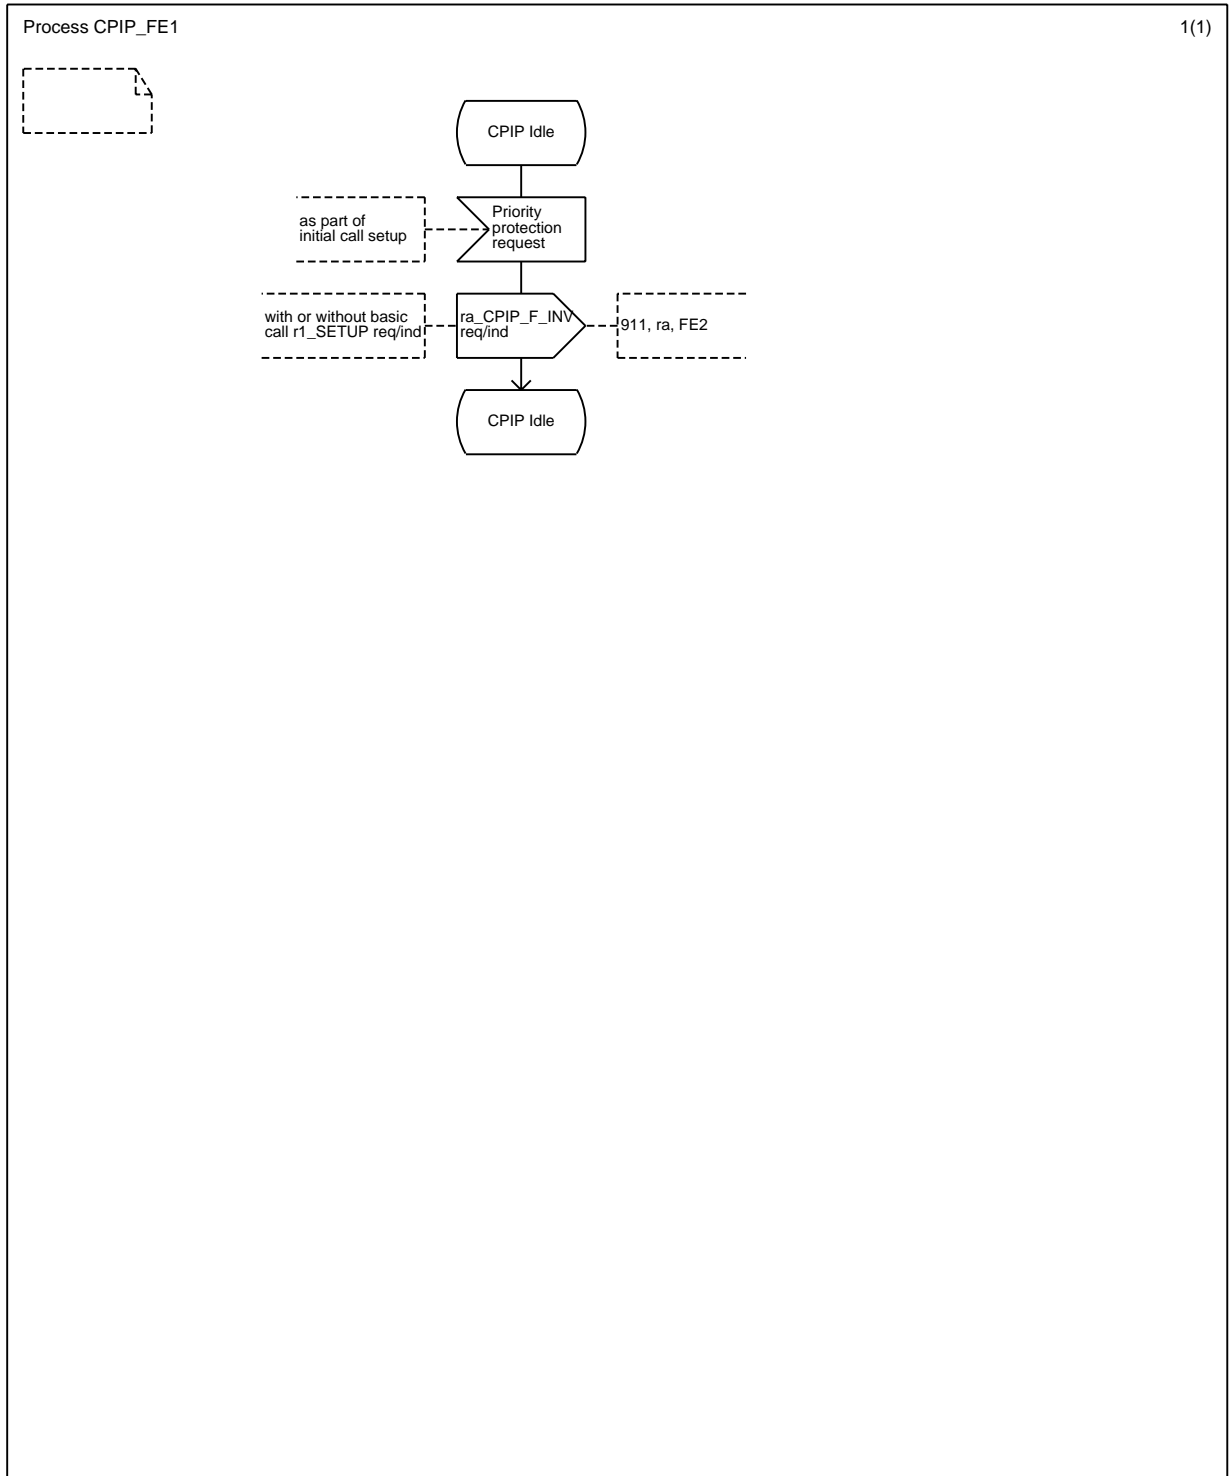 Process CPIP_FE1
1(1)
CPIP Idle
as part of
initial call setup
Priority
protection
request
with or without basic
call r1_SETUP req/ind
ra_CPIP_F_INV
req/ind
911, ra, FE2
CPIP Idle